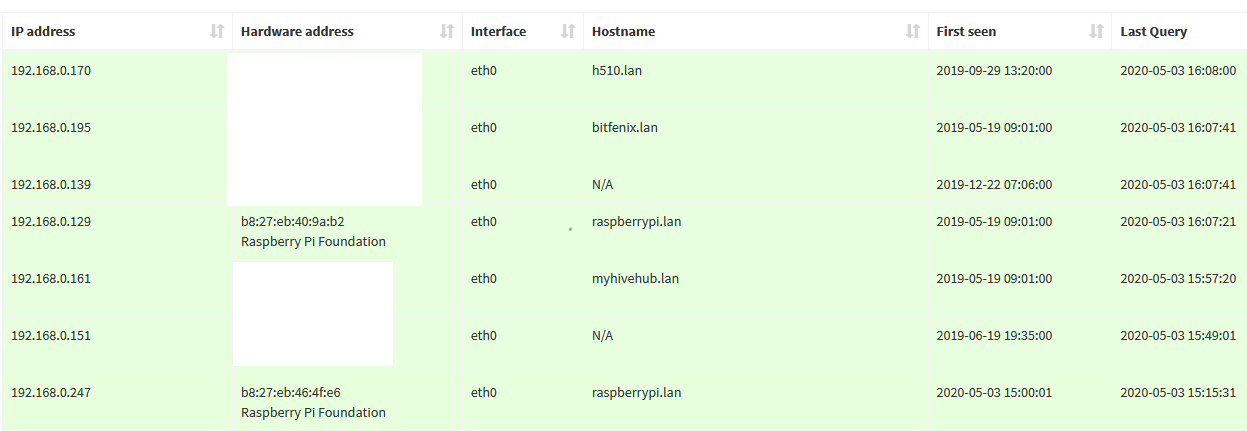 IP address Hardware address Interface Hostname First seen Last Query
192.168.0.170 eth0 h510.lan 2019-09-29 13:20:00 2020-05-03 16:08:00
192.168.0.195 eth0 bitfenix.lan 2019-05-19 09:01:00 2020-05-03 16:07:41
192.168.0.139 eth0 N/A 2019-12-22 07:06:00 2020-05-03 16:07:41
192.168.0.129 b8:27:eb:40:9a:b2 eth0 raspberrypi.lan 2019-05-19 09:01:00 2020-05-03 16:07:21
Raspberry Pi Foundation
192.168.0.161 eth0 myhivehub.lan 2019-05-19 09:01:00 2020-05-03 15:57:20
192.168.0.151 eth0 N/A 2019-06-19 19:35:00 2020-05-03 15:49:01
192.168.0.247 b8:27:eb:46:4f:e6 eth0 raspberrypi.lan 2020-05-03 15:00:01 2020-05-03 15:15:31
Raspberry Pi Foundation